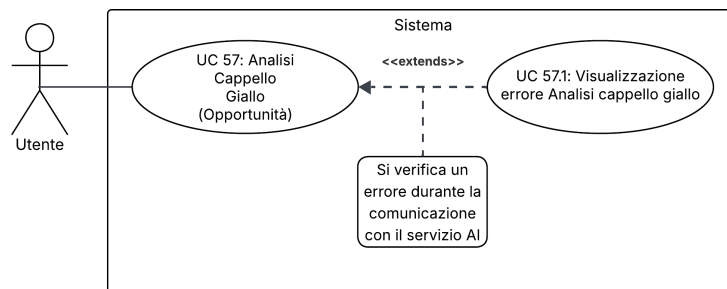 Sistema
UC 57: Analisi
Cappello
Giallo
(Opportunità)
<<extends>>
UC 57.1: Visualizzazione
errore Analisi cappello giallo
Utente
Si verifica un
errore durante la
comunicazione
con il servizio AI